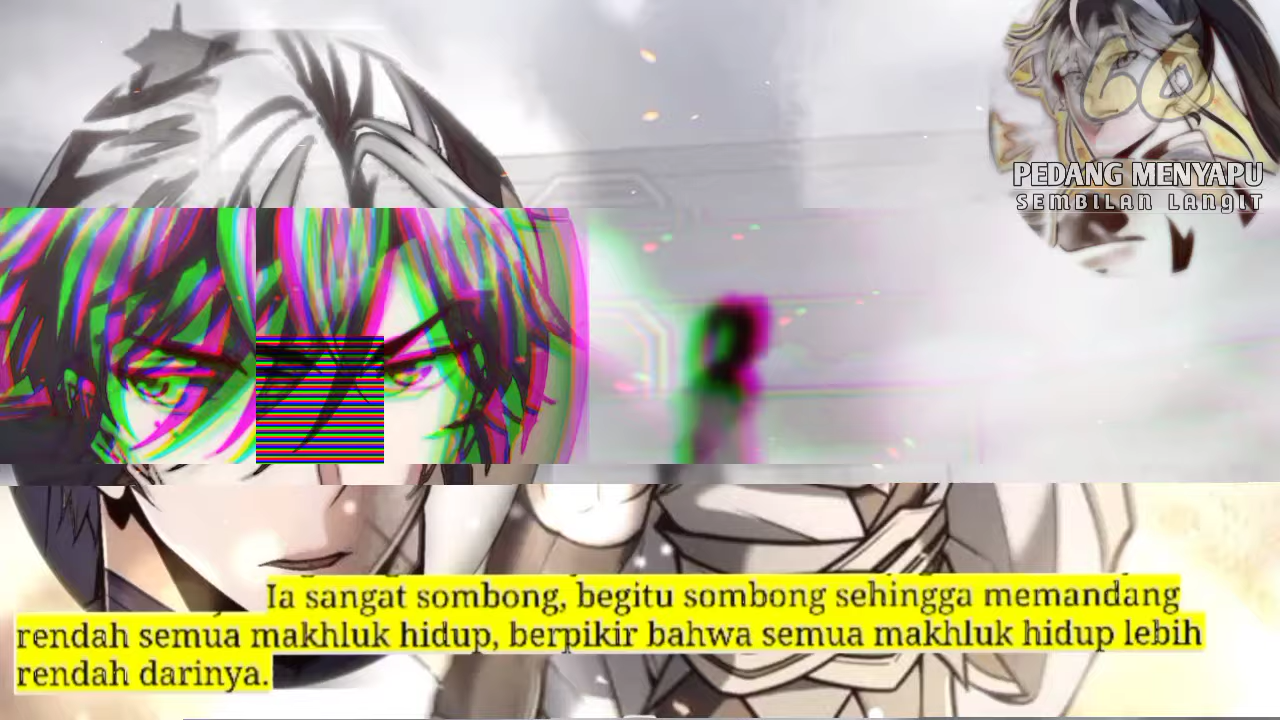 60
PEDANG MENYAPU
SEMBILAN LANGIT
Ia sangat sombong, begitu sombong sehingga memandang
rendah semua makhluk hidup, berpikir bahwa semua makhluk hidup lebih
rendah darinya.